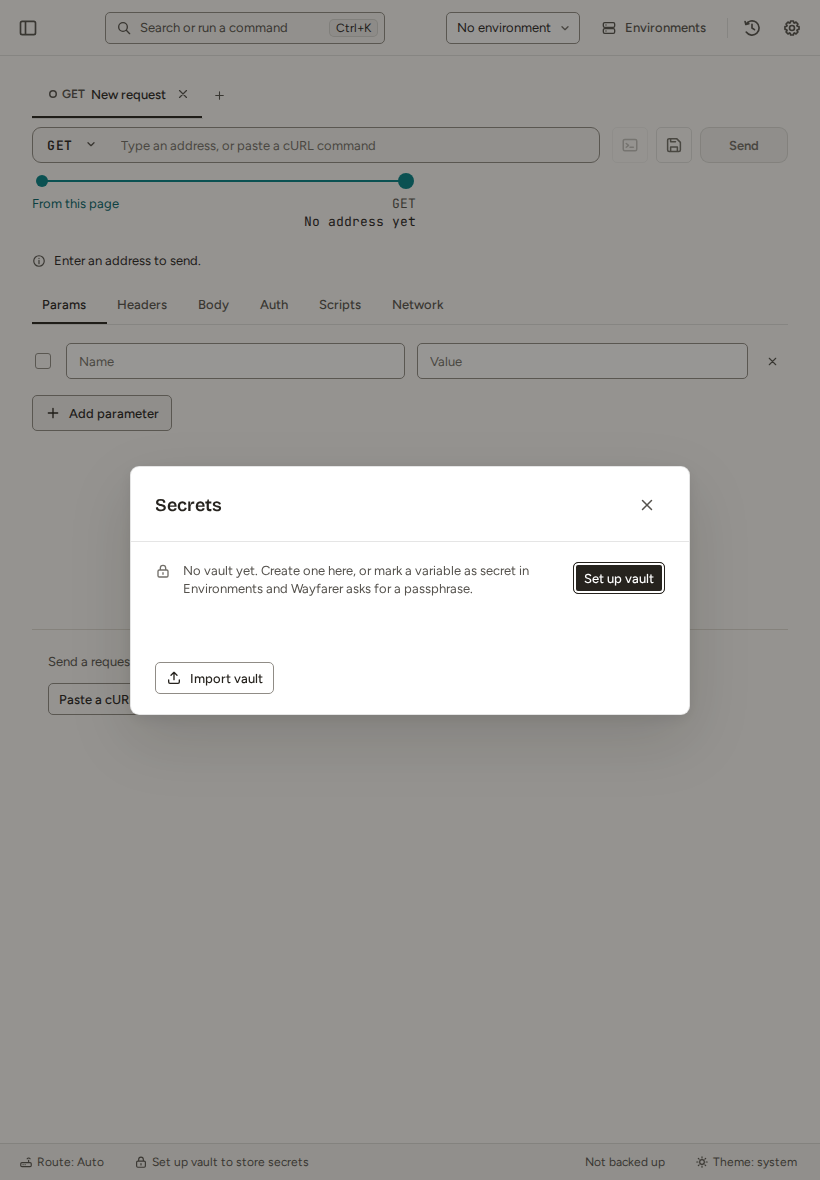 Search or run a command Ctrl+K No environment Environments
GET New request
GET Type an address, or paste a cURL command Send
From this page GET
No address yet
Enter an address to send.
Params Headers Body Auth Scripts Network
Name Value
Add parameter
Secrets
No vault yet. Create one here, or mark a variable as secret in
Environments and Wayfarer asks for a passphrase.
Set up vault
Send a reques
Import vault
Paste a cUR
Route: Auto Set up vault to store secrets Not backed up Theme: system